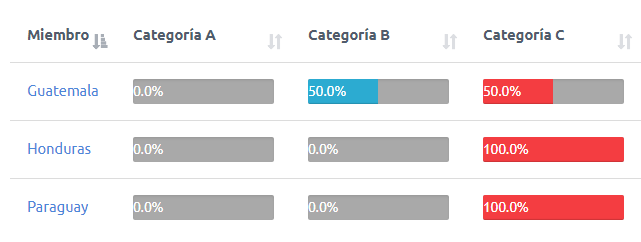 Miembro Categoría A Categoría B Categoría C
Guatemala 0.0% 50.0% 50.0%
Honduras 0.0% 0.0% 100.0%
Paraguay 0.0% 0.0% 100.0%